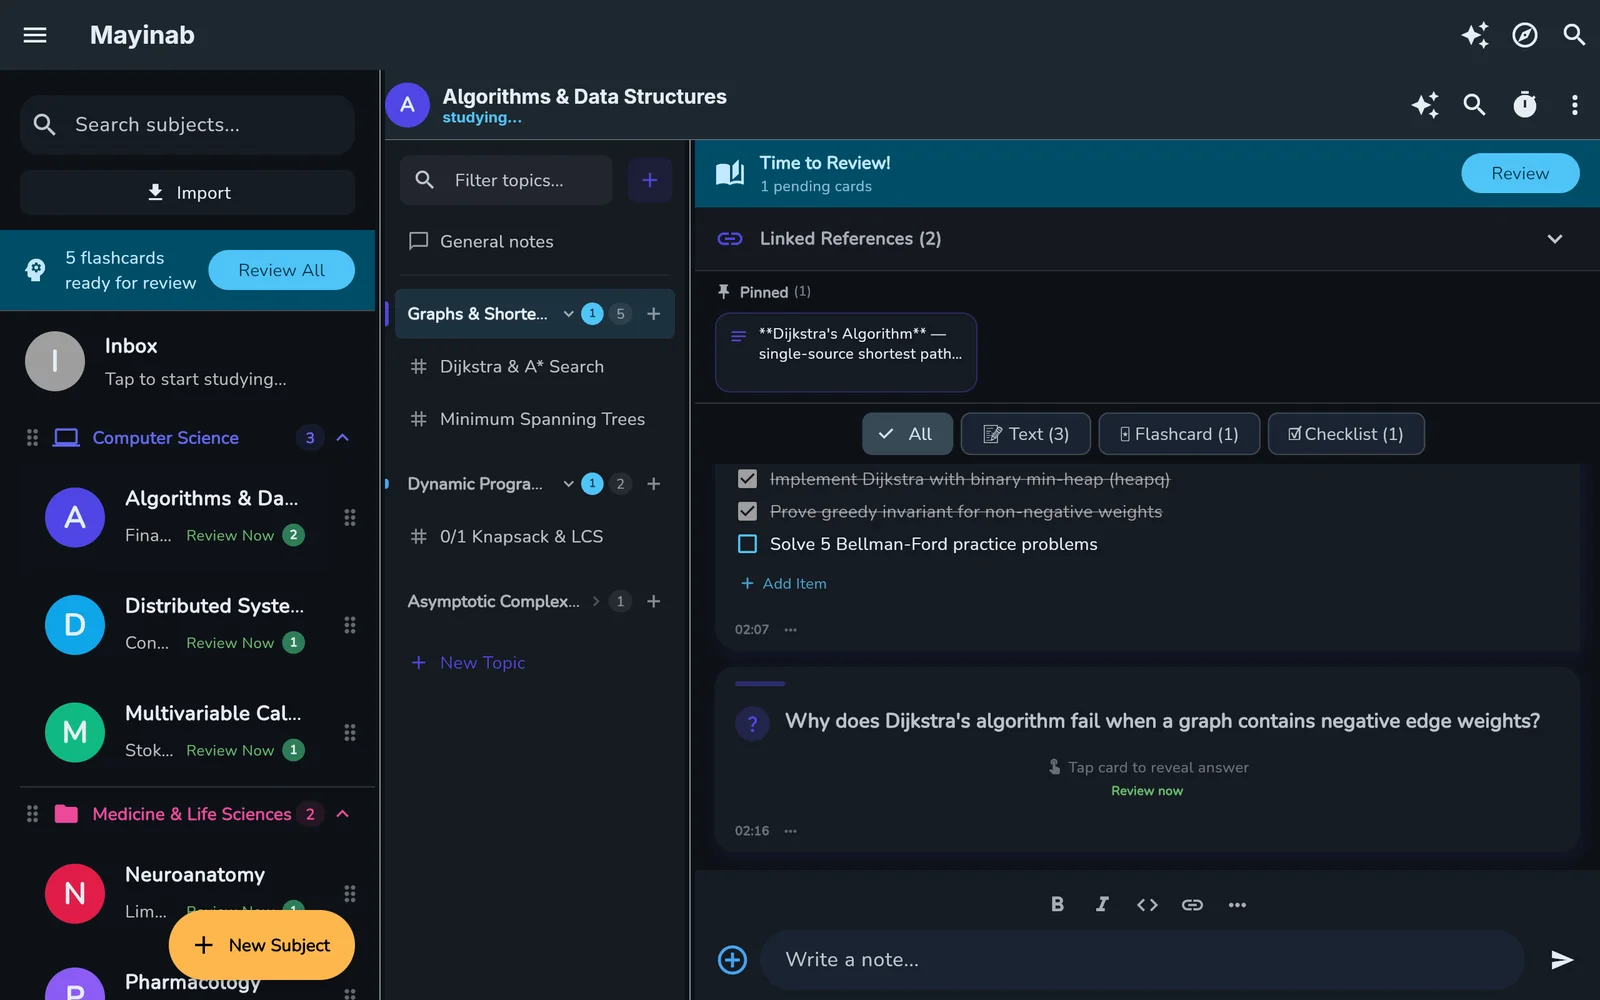 Mayinab
Search subjects...
Import
5 flashcards
ready for review
Review All
I
Inbox
Tap to start studying...
Computer Science
3
A
Algorithms & Da...
Fina...
Review Now
2
D
Distributed Syste...
Con...
Review Now
1
M
Multivariable Cal...
Stok...
Review Now
1
Medicine & Life Sciences
2
N
Neuroanatomy
Lim...
Review Now
1
New Subject
P
Pharmacology
A
Algorithms & Data Structures
studying...
Filter topics...
General notes
Graphs & Shorte...
1
5
Dijkstra & A* Search
Minimum Spanning Trees
Dynamic Progra...
1
2
0/1 Knapsack & LCS
Asymptotic Complex...
1
New Topic
Time to Review!
1 pending cards
Review
Linked References (2)
Pinned (1)
**Dijkstra's Algorithm** —
single-source shortest path...
All
Text (3)
Flashcard (1)
Checklist (1)
Implement Dijkstra with binary min-heap (heapq)
Prove greedy invariant for non-negative weights
Solve 5 Bellman-Ford practice problems
Add Item
02:07
?
Why does Dijkstra's algorithm fail when a graph contains negative edge weights?
Tap card to reveal answer
Review now
02:16
B I
Write a note...